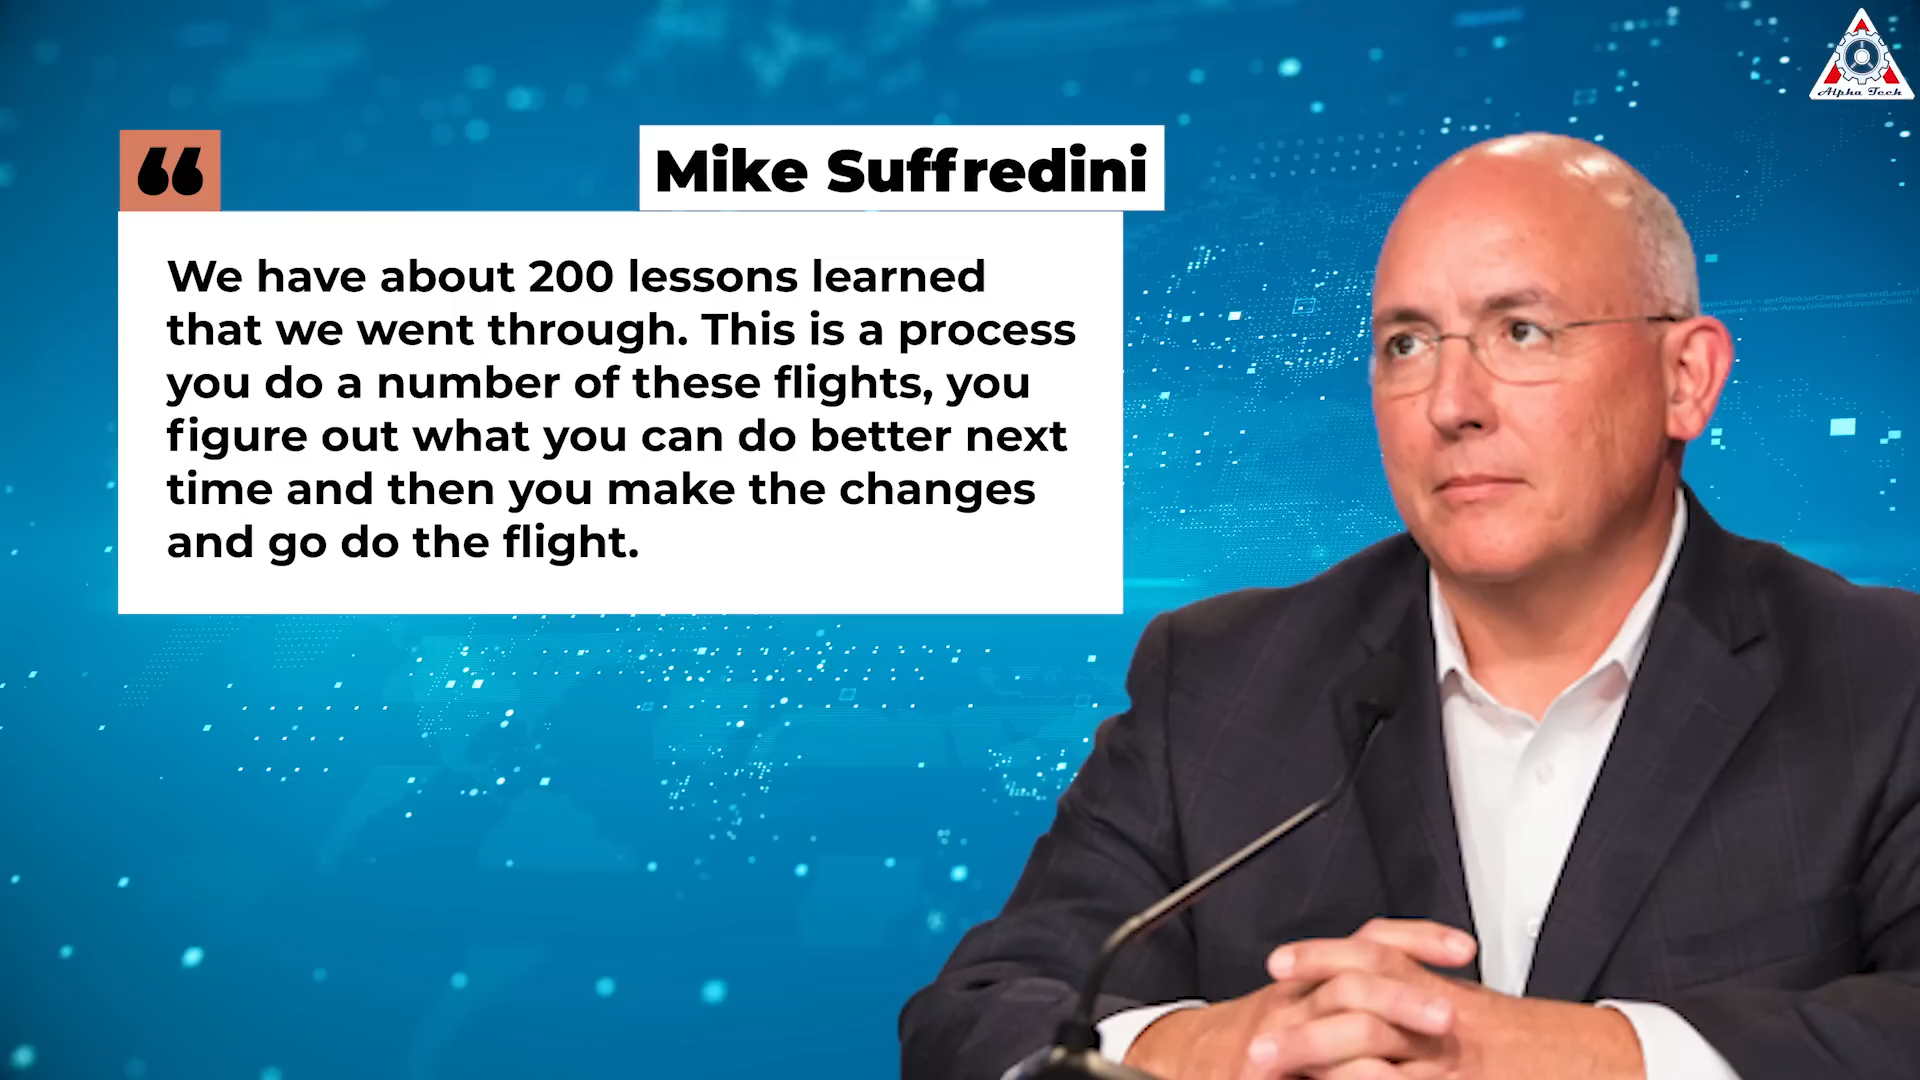 Alpha Tech
“
Mike Suffredini
We have about 200 lessons learned
that we went through. This is a process
you do a number of these flights, you
figure out what you can do better next
time and then you make the changes
and go do the flight.